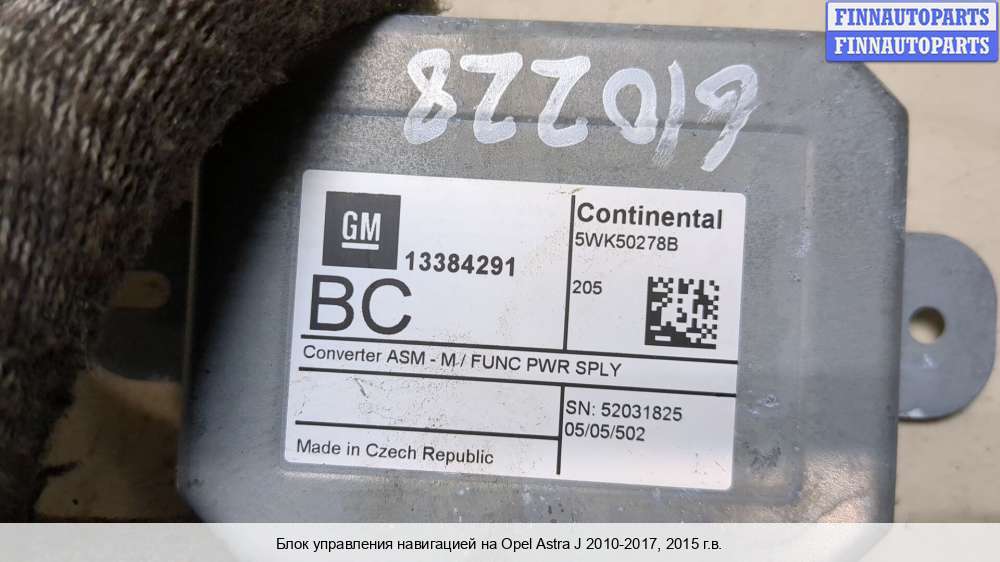 FINNAUTOPARTS
FINNAUTOPARTS
610228
GM
13384291
BC
Continental
5WK50278B
205
Converter ASM - M / FUNC PWR SPLY
SN: 52031825
05/05/502
Made in Czech Republic
Блок управления навигацией на Opel Astra J 2010-2017, 2015 г.в.